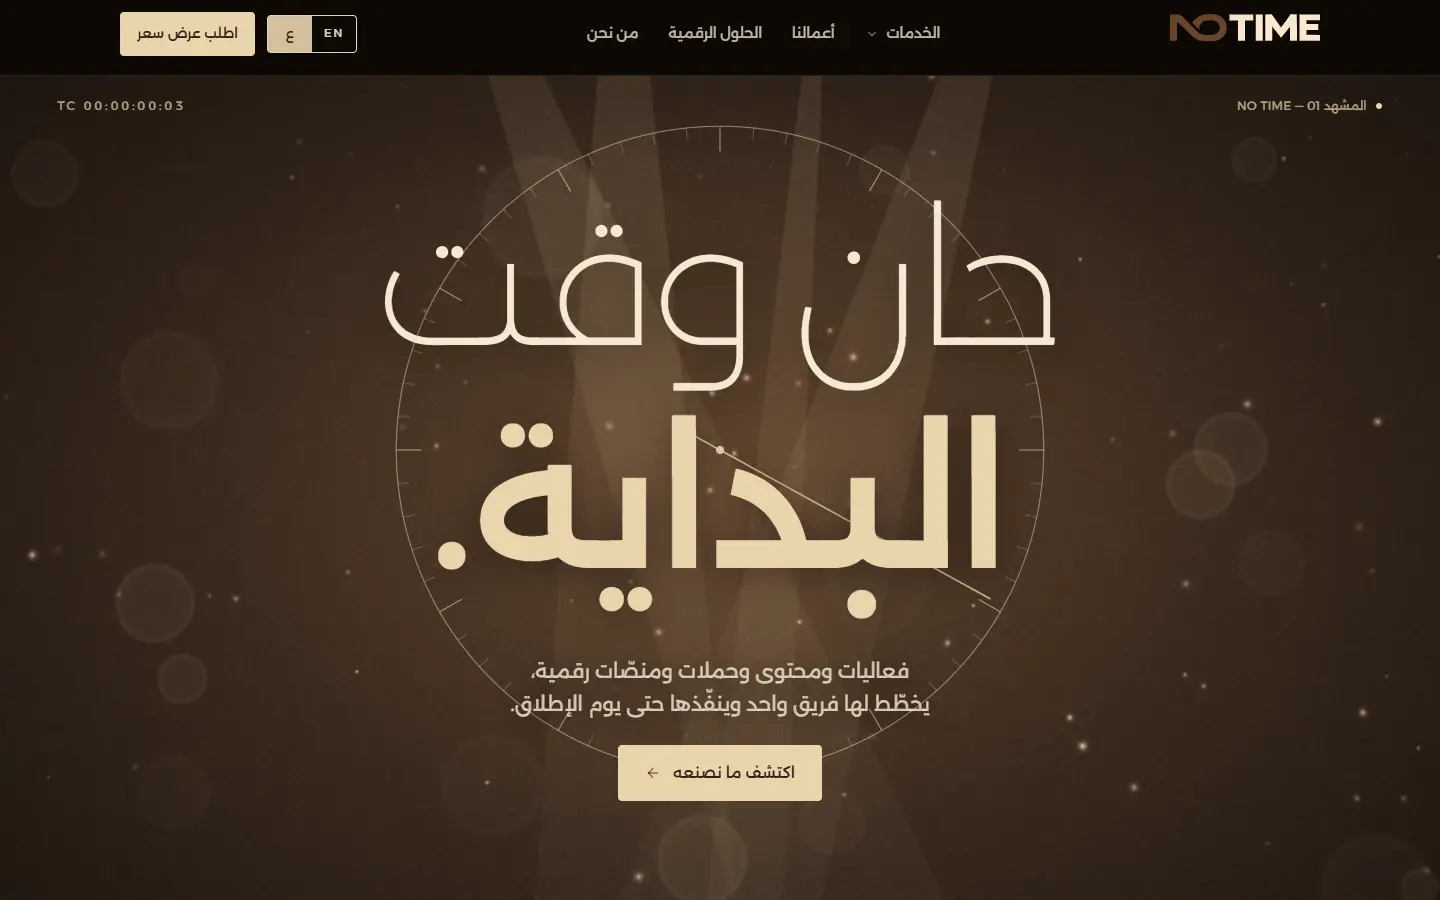 NO TIME
الخدمات
أعمالنا
الحلول الرقمية
من نحن
EN
ع
اطلب عرض سعر
المشهد 01 — NO TIME
TC 00:00:00:03
حان وقت
البداية.
فعاليات ومحتوى وحملات ومنصّات رقمية،
يخطّط لها فريق واحد وينفّذها حتى يوم الإطلاق.
اكتشف ما نصنعه ←